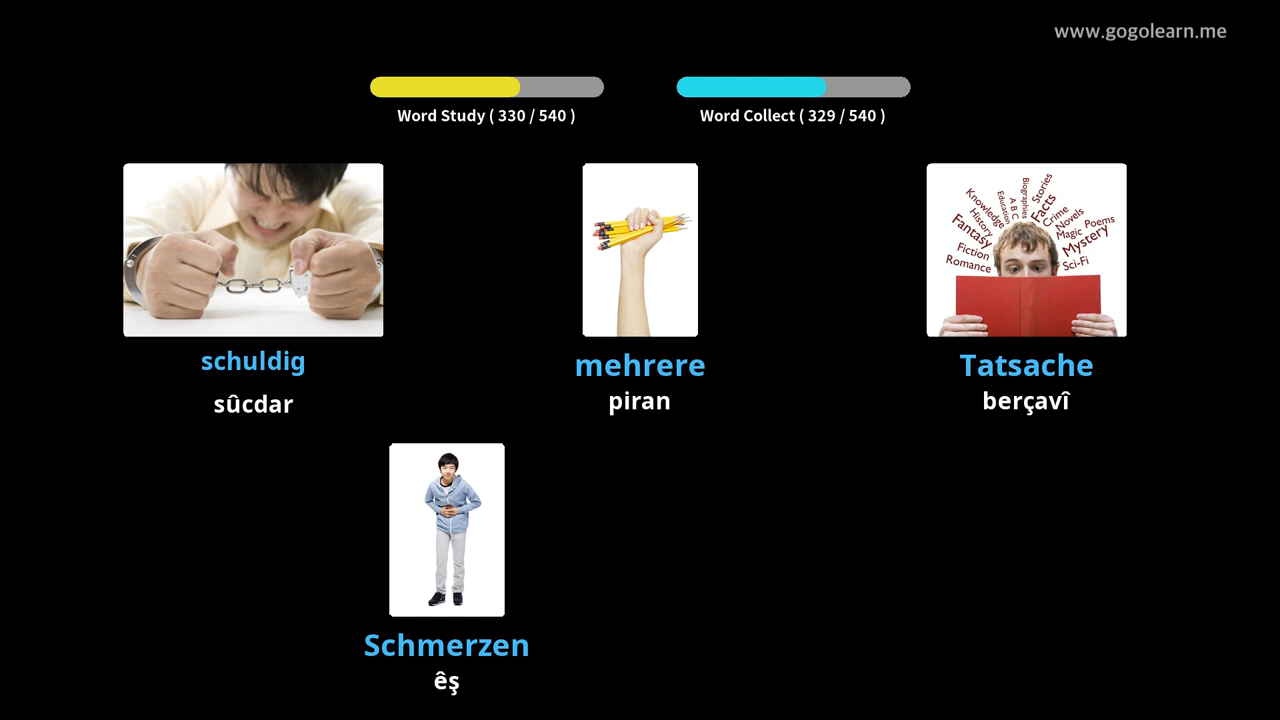 www.gogolearn.me
Word Study ( 330 / 540 )
Word Collect ( 329 / 540 )
Stories
Biographies
A B C
Education
Facts
Knowledge
History
Crime
Novels
Poems
Magic
Fantasy
Mystery
Fiction
Sci-Fi
Romance
schuldig
sûcdar
mehrere
piran
Tatsache
berçavî
Schmerzen
êş